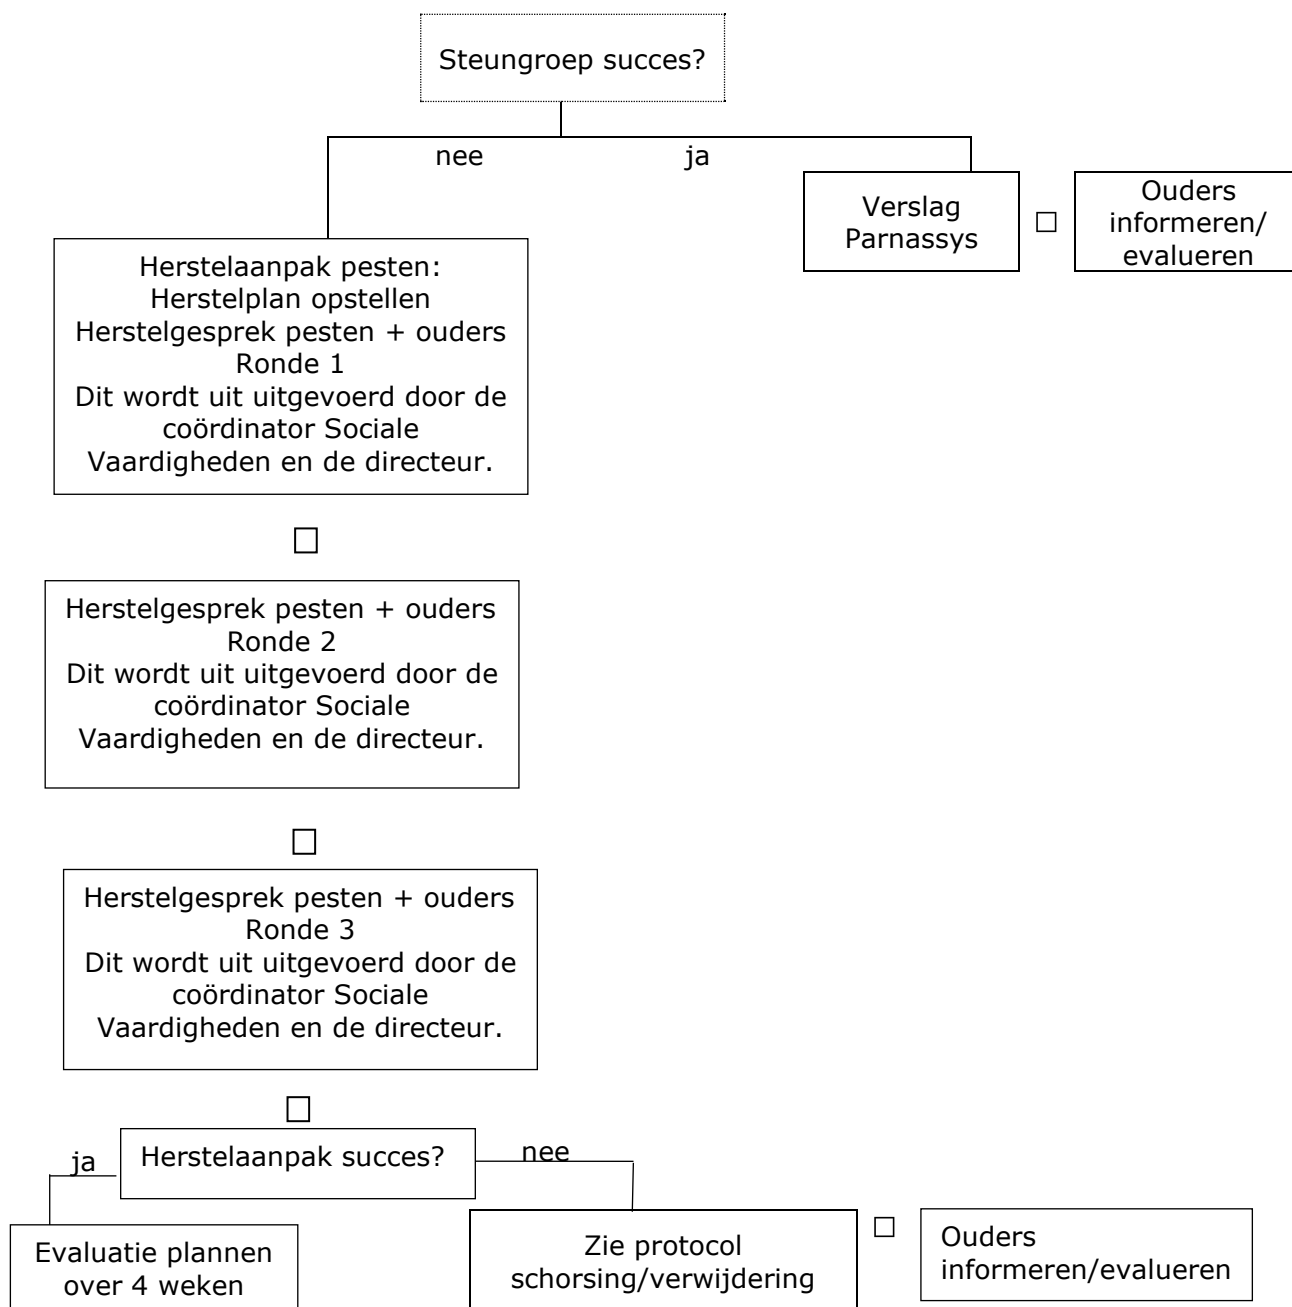 Steungroep succes?
nee
ja
Verslag
Parnassys
Ouders
informeren/
evalueren
Herstelaanpak pesten:
Herstelplan opstellen
Herstelgesprek pesten + ouders
Ronde 1
Dit wordt uit uitgevoerd door de
coördinator Sociale
Vaardigheden en de directeur.
Herstelgesprek pesten + ouders
Ronde 2
Dit wordt uit uitgevoerd door de
coördinator Sociale
Vaardigheden en de directeur.
Herstelgesprek pesten + ouders
Ronde 3
Dit wordt uit uitgevoerd door de
coördinator Sociale
Vaardigheden en de directeur.
ja
Herstelaanpak succes?
nee
Evaluatie plannen
over 4 weken
Zie protocol
schorsing/verwijdering
Ouders
informeren/evalueren